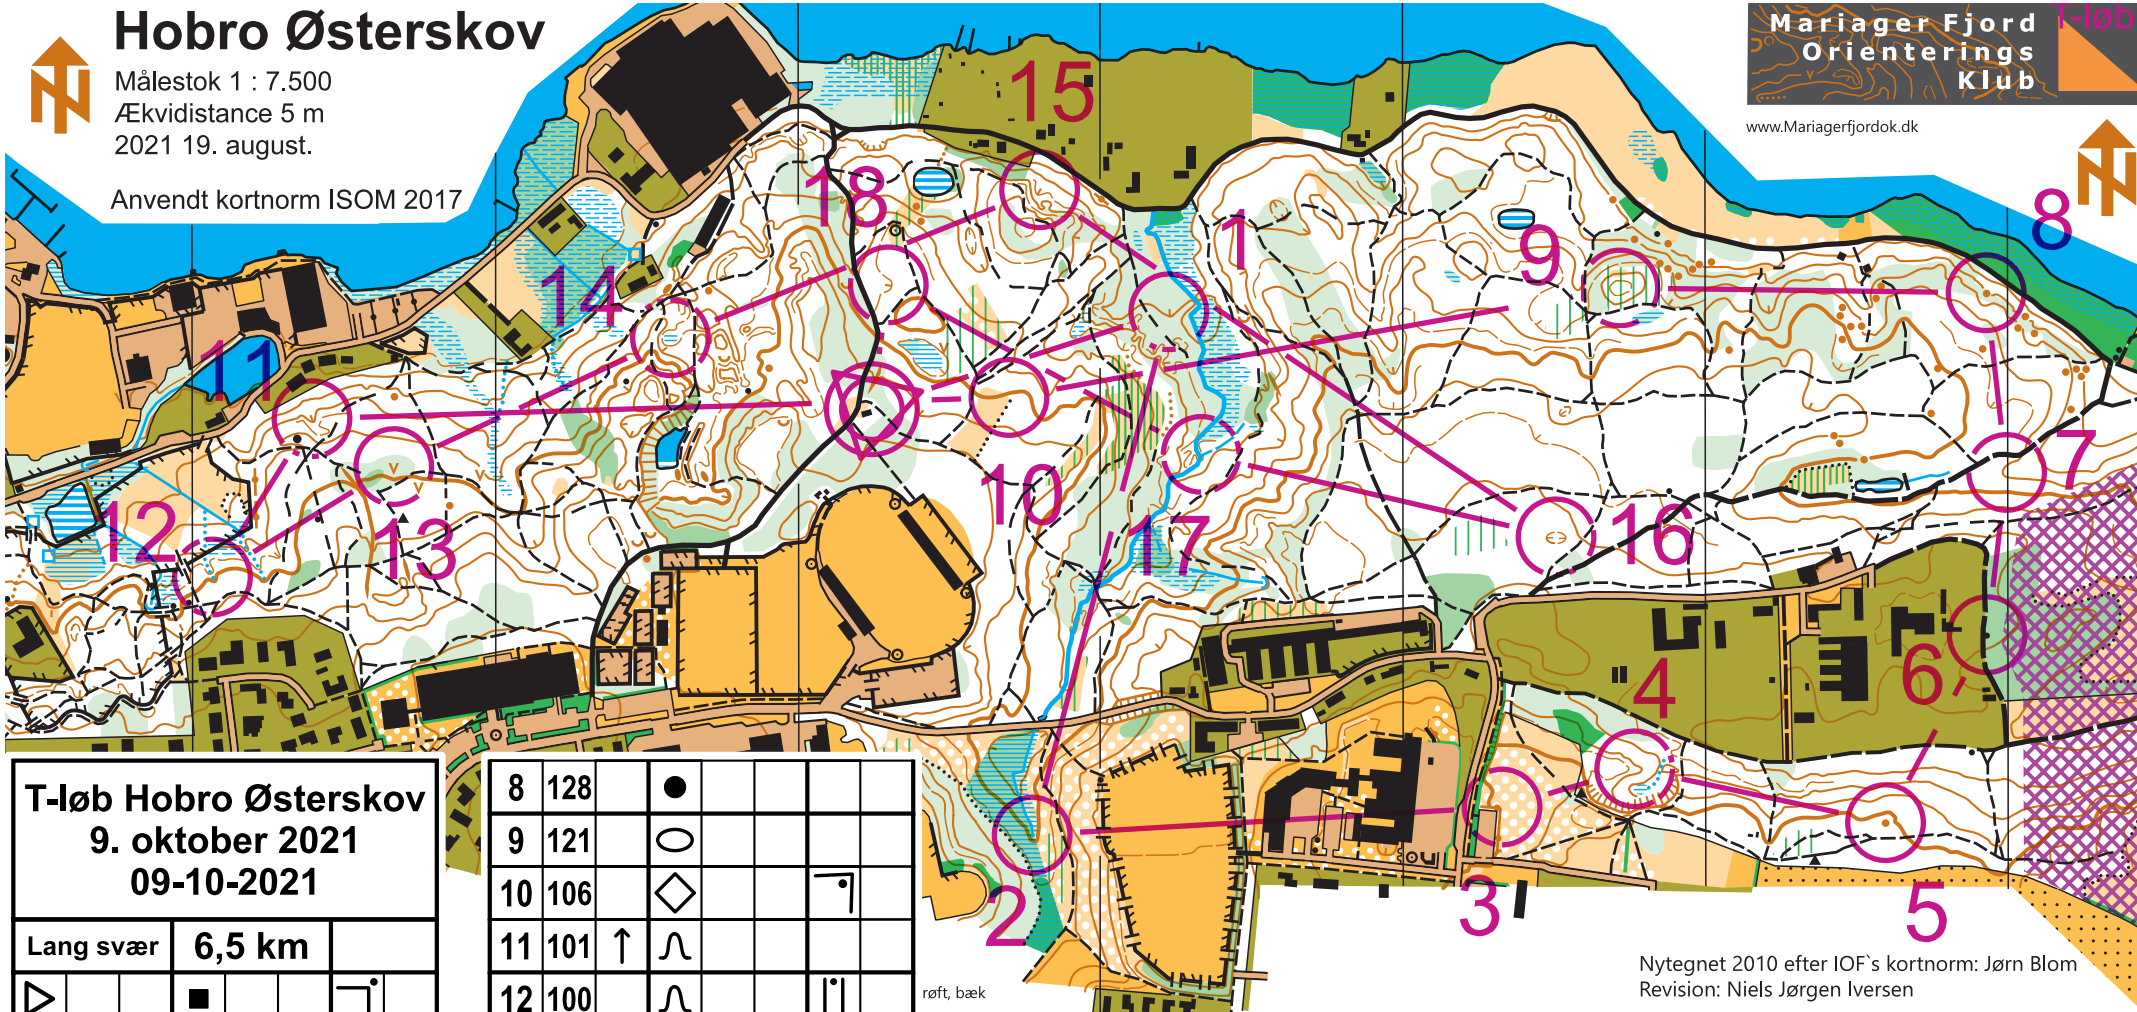 Hobro Østerskov
Målestok 1 : 7.500
Ækvidistance 5 m
2021 19. august.
Anvendt kortnorm ISOM 2017
Mariager Fjord
Orienterings
Klub
T-løb
www.Mariagerfjordok.dk
15
18
1
8
9
14
11
7
10
12
13
17
16
4
6
2
3
5
T-løb Hobro Østerskov
9. oktober 2021
09-10-2021
Lang svær 6,5 km
8 128
9 121
10 106
11 101
12 100
røft, bæk
Nytegnet 2010 efter IOF`s kortnorm: Jørn Blom
Revision: Niels Jørgen Iversen